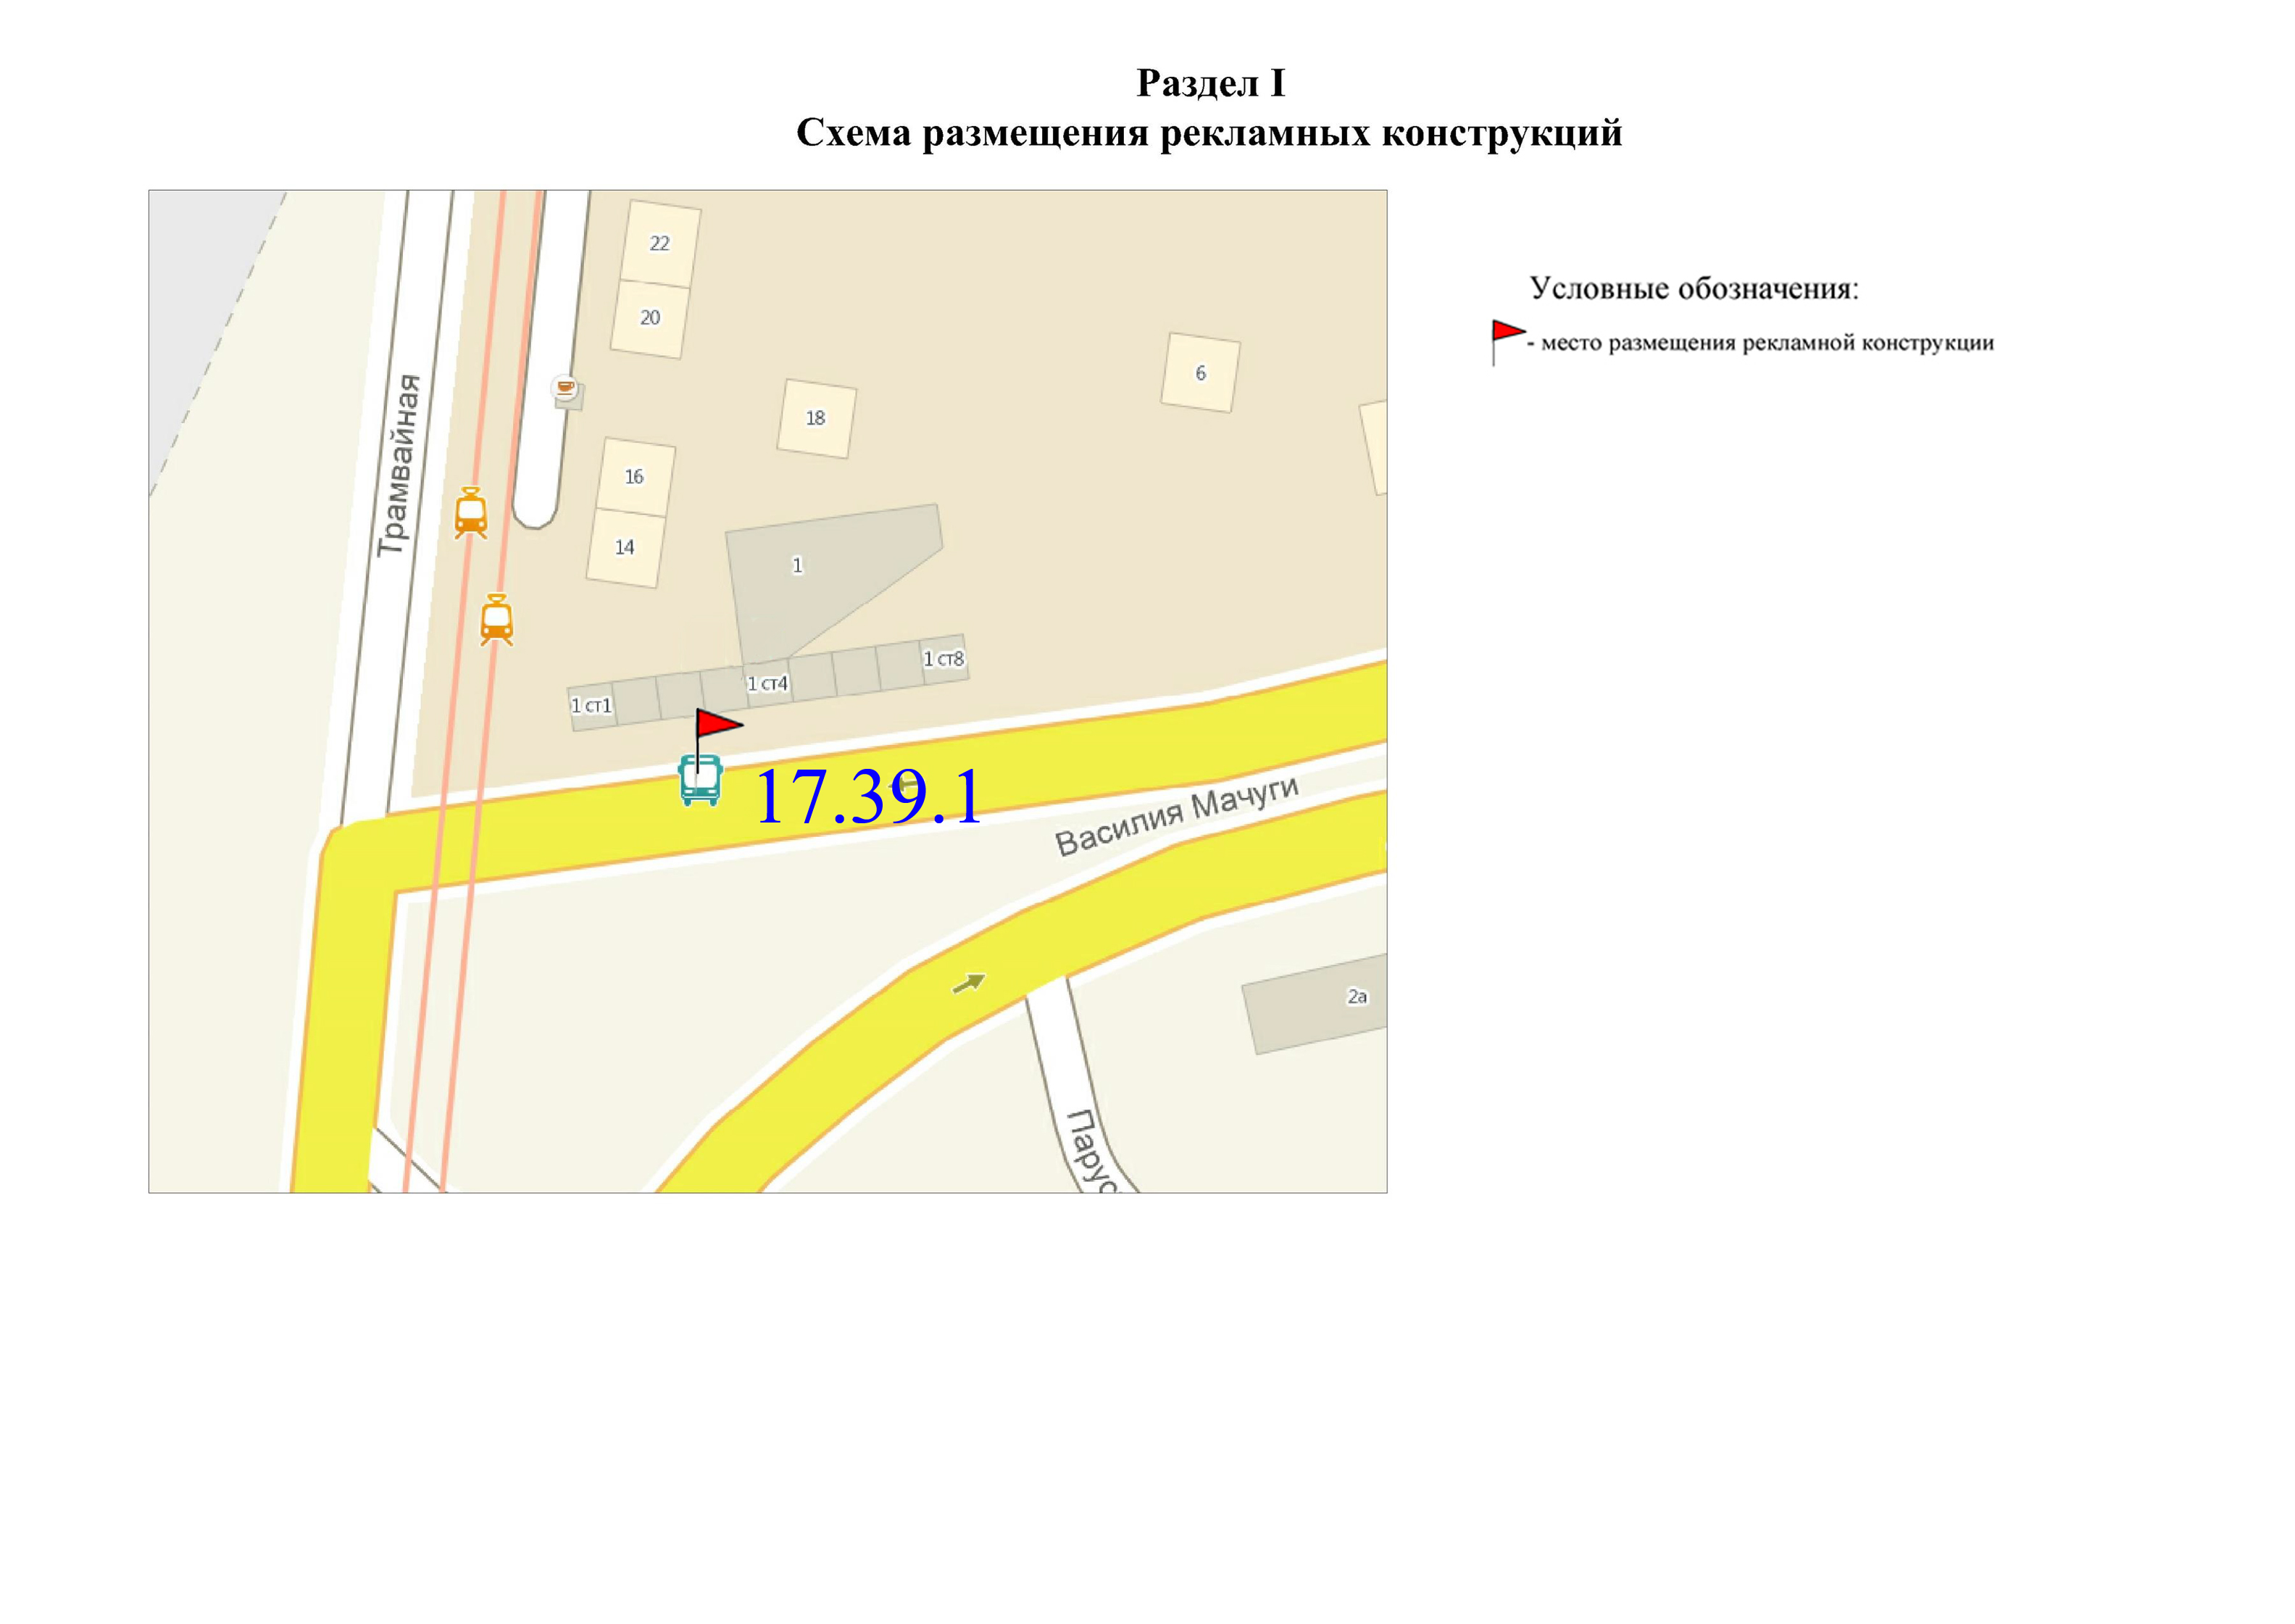 Раздел I
Схема размещения рекламных конструкций
Условные обозначения:
- место размещения рекламной конструкции
22
20
6
Трамвайная
18
16
14
1
1 ст8
1 ст4
1 ст1
17.39.1
Василия Мачуги
2а
Парус